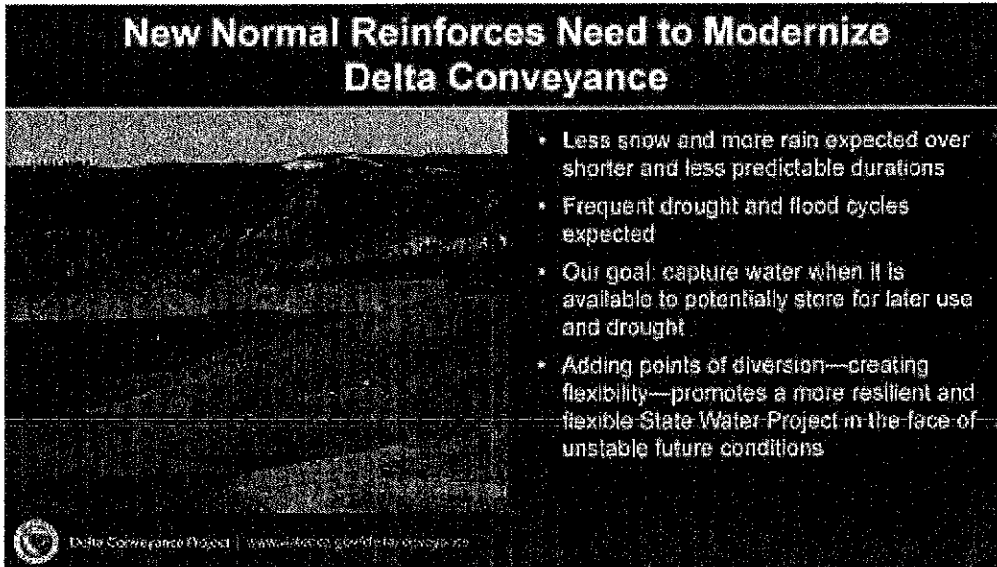 New Normal Reinforces Need to Modernize
Delta Conveyance
• Less snow and more rain expected over
shorter and less predictable durations
• Frequent drought and flood cycles
expected
• Our goal: capture water when it is
available to potentially store for later use
and drought
• Adding points of diversion—creating
flexibility—promotes a more resilient and
flexible State Water Project in the face of
unstable future conditions
Delta Conveyance Project |